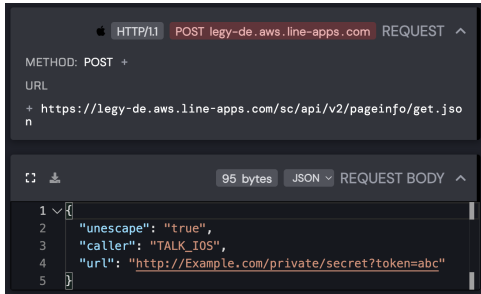 HTTP/1.1 POST legy-de.aws.line-apps.com REQUEST
METHOD: POST +
URL
+ https://legy-de.aws.line-apps.com/sc/api/v2/pageinfo/get.jso
n
95 bytes JSON REQUEST BODY
1 {
2 "unescape": "true",
3 "caller": "TALK_IOS",
4 "url": "http://Example.com/private/secret?token=abc"
5 }